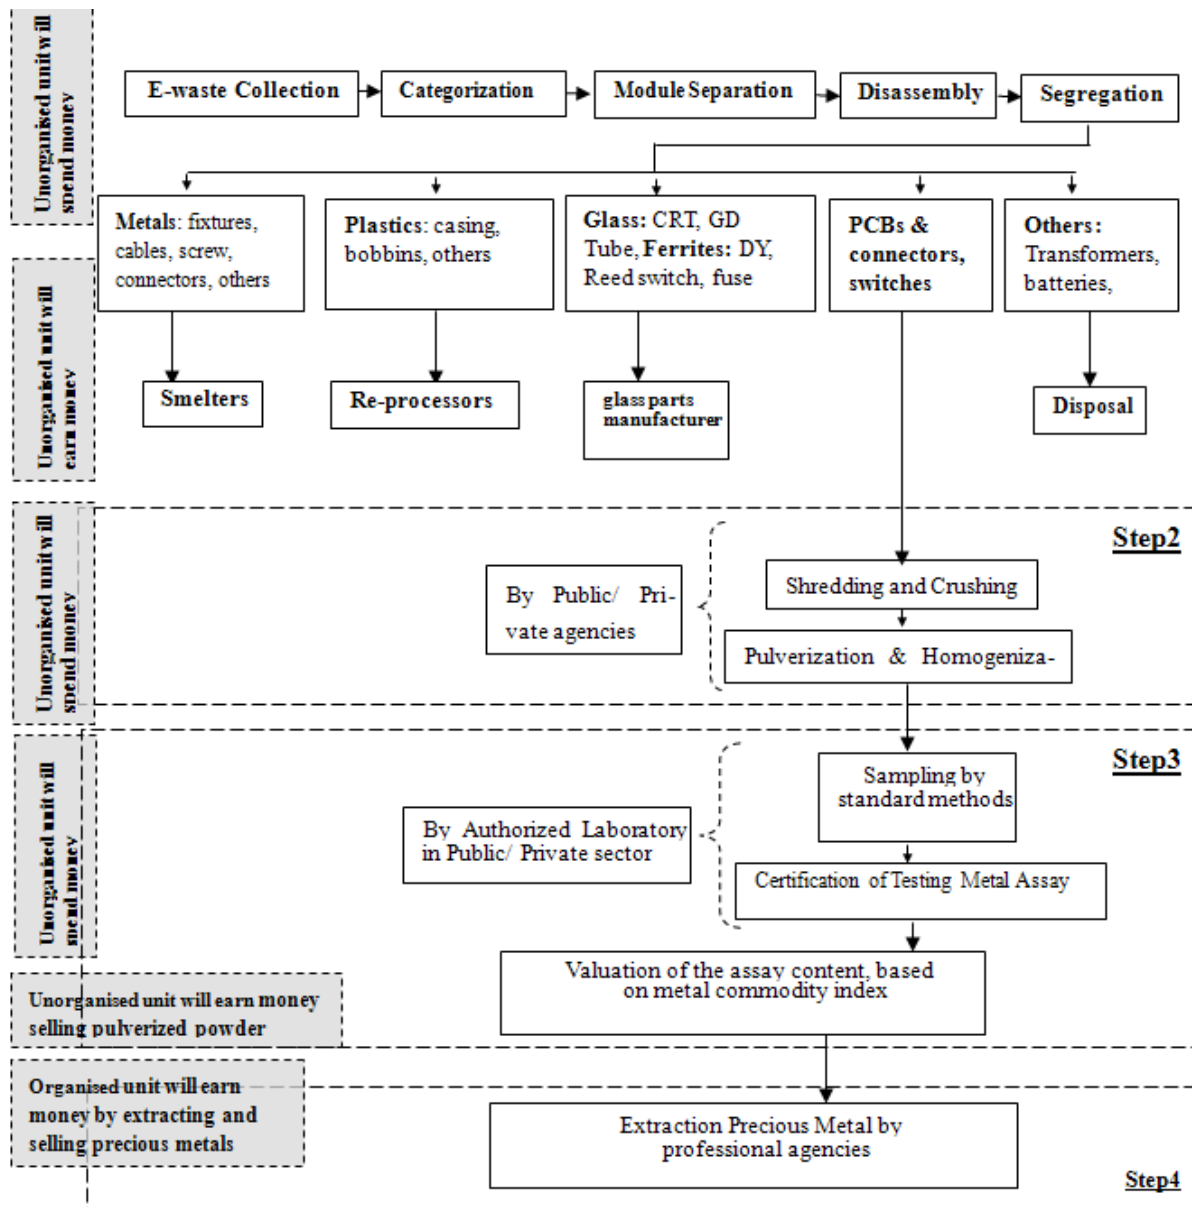 Unorganised unit will
spend money
E-waste Collection
Categorization
Module Separation
Disassembly
Segregation
Metals: fixtures,
cables, screw,
connectors, others
Plastics: casing,
bobbins, others
Glass: CRT, GD
Tube, Ferrites: DY,
Reed switch, fuse
PCBs &
connectors,
switches
Others:
Transformers,
batteries,
Unorganised unit will
earn money
Smelters
Re-processors
glass parts
manufacturer
Disposal
Unorganised unit will
spend money
Step2
By Public/ Pri-
vate agencies
Shredding and Crushing
Pulverization & Homogeniza-
Unorganised unit will
spend money
Step3
Sampling by
standard methods
By Authorized Laboratory
in Public/ Private sector
Certification of Testing Metal Assay
Valuation of the assay content, based
on metal commodity index
Unorganised unit will earn money
selling pulverized powder
Organised unit will earn
money by extracting and
selling precious metals
Extraction Precious Metal by
professional agencies
Step4